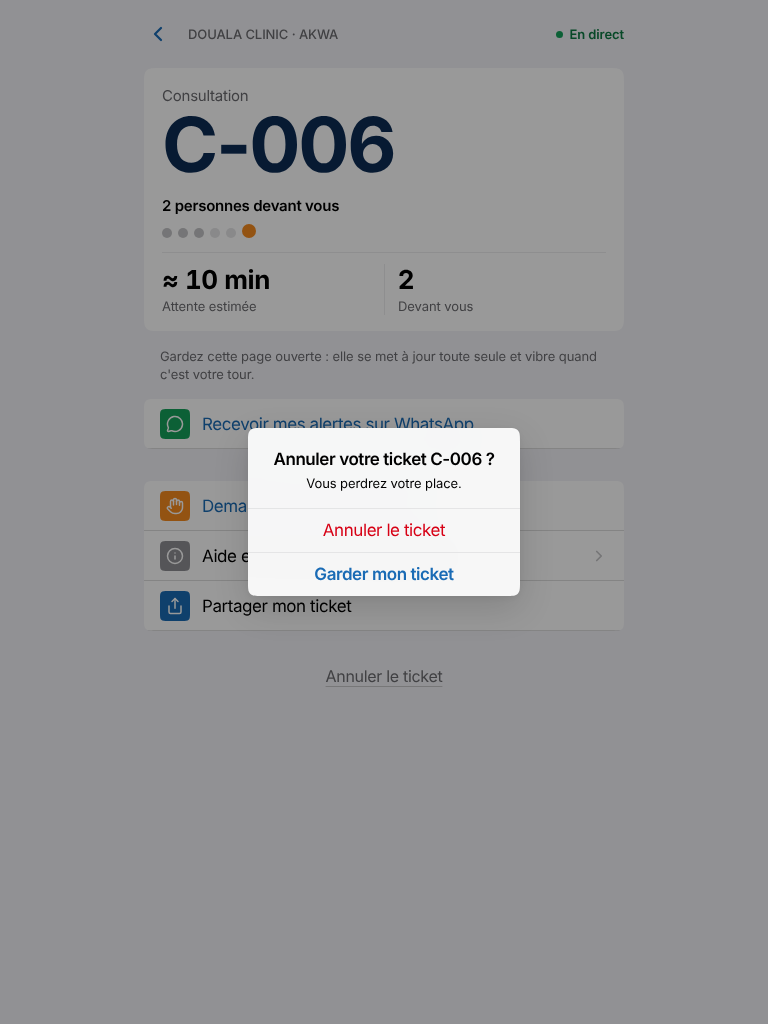 DOUALA CLINIC · AKWA
En direct
Consultation
C-006
2 personnes devant vous
≈ 10 min
Attente estimée
2
Devant vous
Gardez cette page ouverte : elle se met à jour toute seule et vibre quand
c'est votre tour.
Recevoir mes alertes sur WhatsApp
Annuler votre ticket C-006 ?
Vous perdrez votre place.
Annuler le ticket
Garder mon ticket
Aide
Partager mon ticket
Annuler le ticket